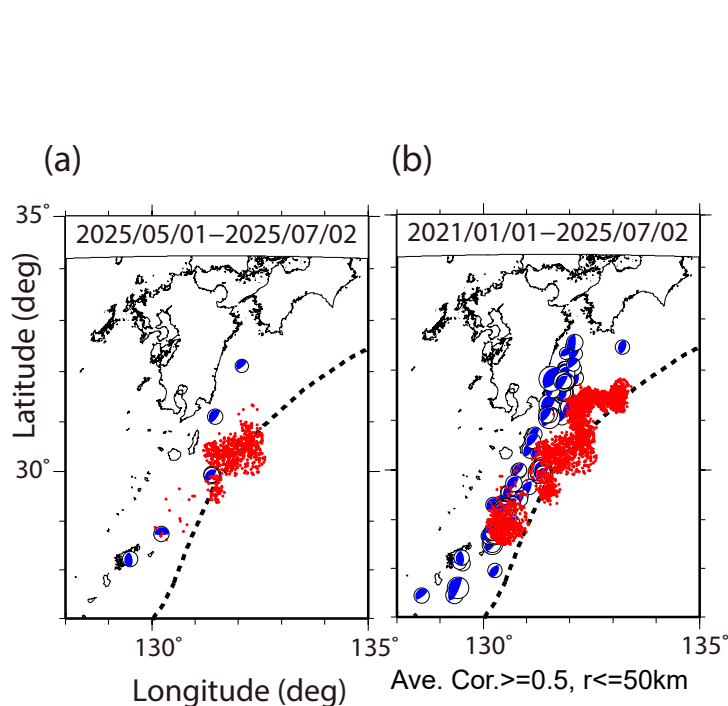 (a)
(b)
35°
2025/05/01−2025/07/02
2021/01/01−2025/07/02
Latitude (deg)
30°
130°
135°
130°
135°
Longitude (deg)
Ave. Cor.>=0.5, r<=50km